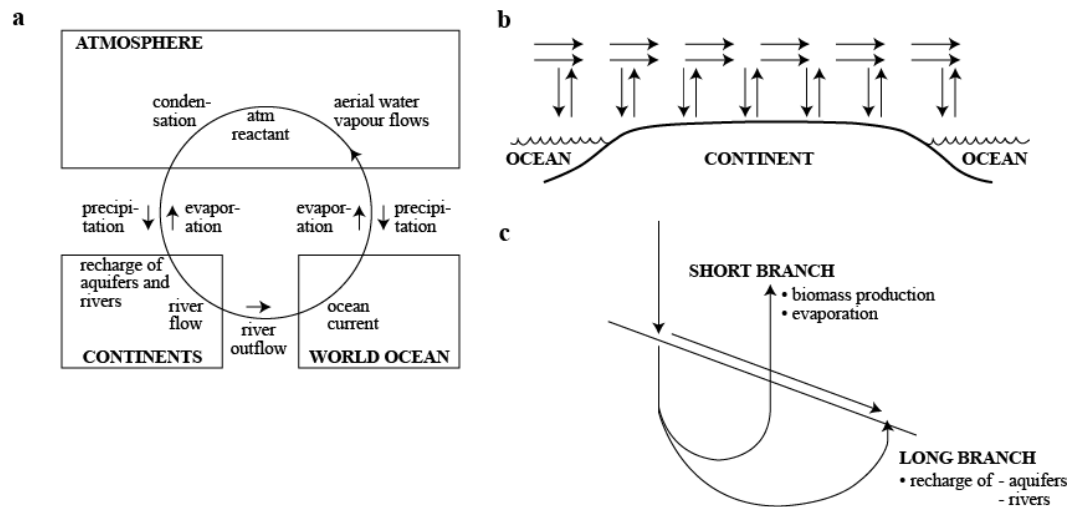 a
ATMOSPHERE
conden-
sation
atm
reactant
aerial water
vapour flows
precipi-
tation
evapor-
ation
evapor-
ation
precipi-
tation
recharge of
aquifers and
rivers
river
flow
river
outflow
ocean
current
CONTINENTS
WORLD OCEAN
b
OCEAN
CONTINENT
OCEAN
c
SHORT BRANCH
• biomass production
• evaporation
LONG BRANCH
• recharge of - aquifers
- rivers